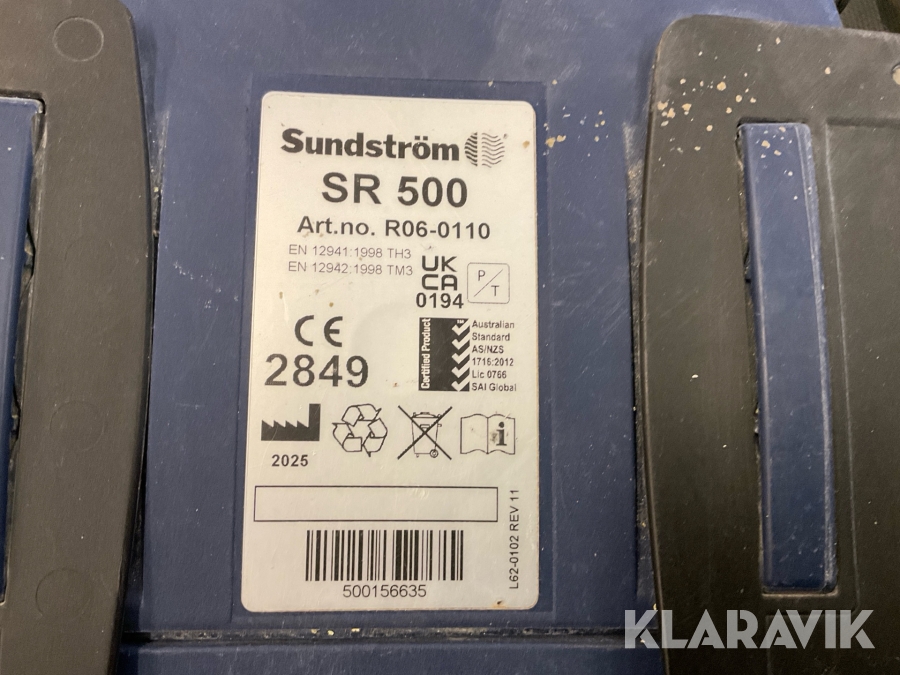 Sundström
SR 500
Art.no. R06-0110
EN 12941:1998 TH3
EN 12942:1998 TM3
UK
CA
0194
P/T
CE
2849
Certified Product
Australian
Standard
AS/NZS
1716:2012
Lic 0766
SAI Global
2025
i
500156635
L62-0102 REV 11
KLARAVIK